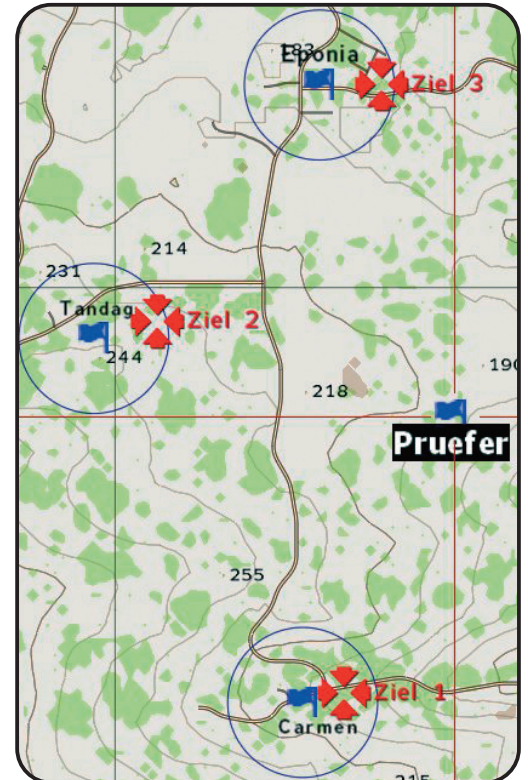 183
Eponia
Ziel 3
214
231
Tandag
Ziel 2
244
218
190
Pruefer
255
Ziel 1
Carmen
215